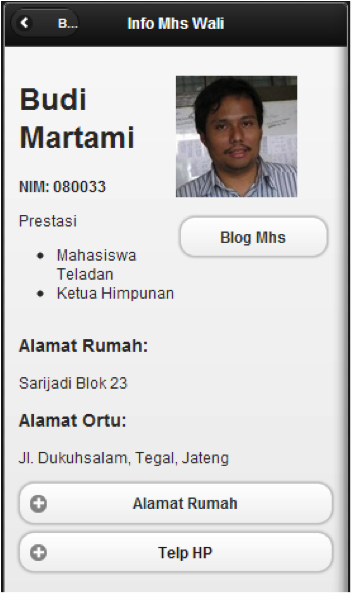 B...
Info Mhs Wali
Budi
Martami
NIM: 080033
Prestasi
Blog Mhs
Mahasiswa
Teladan
Ketua Himpunan
Alamat Rumah:
Sarijadi Blok 23
Alamat Ortu:
Jl. Dukuhsalam, Tegal, Jateng
Alamat Rumah
Telp HP